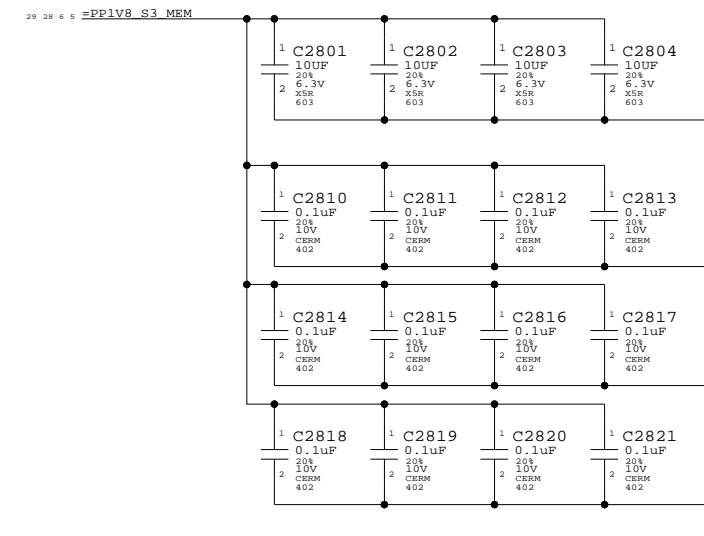 29 28 6 5 =PP1V8_S3_MEM
1 C2801 1 C2802 1 C2803 1 C2804
10UF 10UF 10UF 10UF
20% 20% 20% 20%
2 6.3V 2 6.3V 2 6.3V 2 6.3V
X5R X5R X5R X5R
603 603 603 603
1 C2810 1 C2811 1 C2812 1 C2813
0.1uF 0.1uF 0.1uF 0.1uF
20% 20% 20% 20%
2 10V 2 10V 2 10V 2 10V
CERM CERM CERM CERM
402 402 402 402
1 C2814 1 C2815 1 C2816 1 C2817
0.1uF 0.1uF 0.1uF 0.1uF
20% 20% 20% 20%
2 10V 2 10V 2 10V 2 10V
CERM CERM CERM CERM
402 402 402 402
1 C2818 1 C2819 1 C2820 1 C2821
0.1uF 0.1uF 0.1uF 0.1uF
20% 20% 20% 20%
2 10V 2 10V 2 10V 2 10V
CERM CERM CERM CERM
402 402 402 402